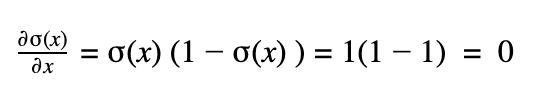 ∂σ(x)/∂x = σ(x) (1 − σ(x) ) = 1(1 − 1) = 0